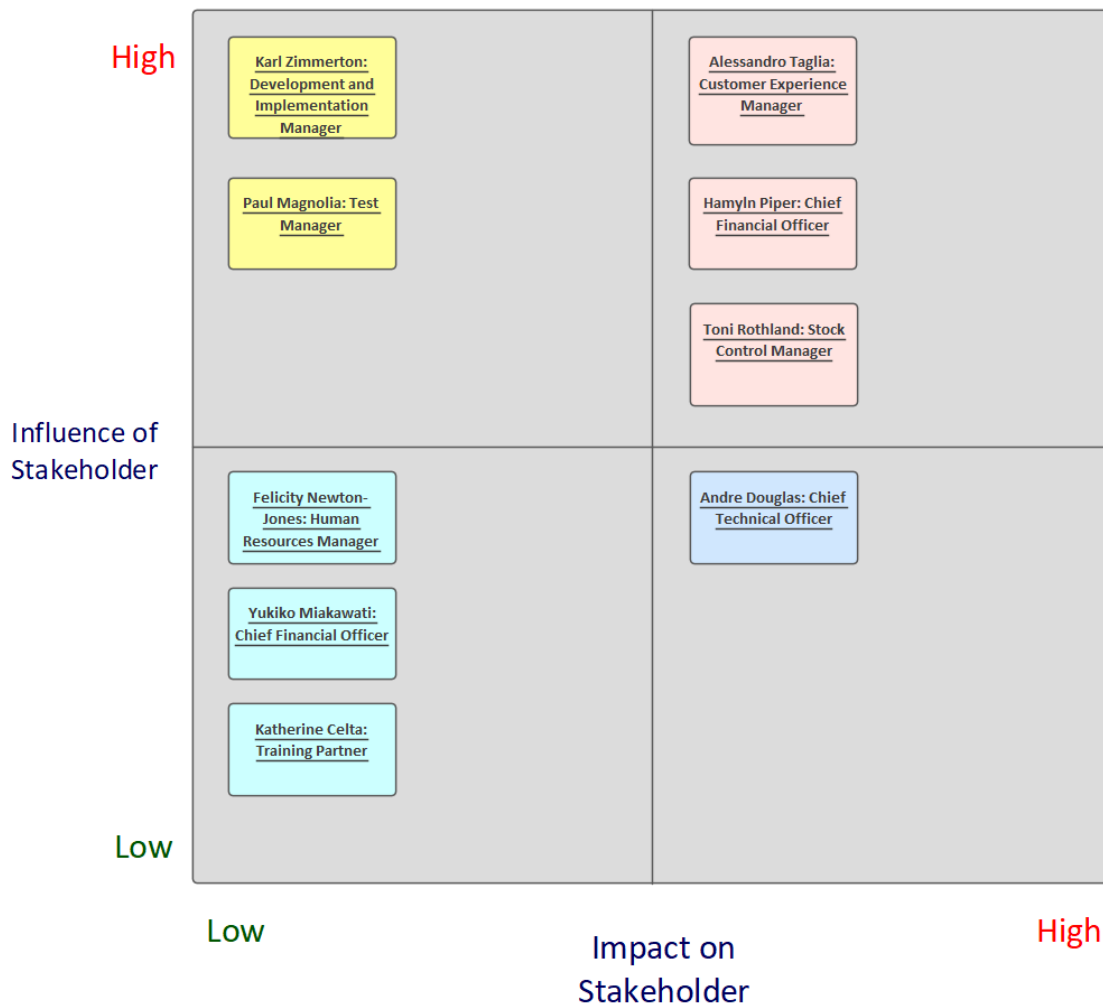 High
Karl Zimmerton:
Development and
Implementation
Manager
Alessandro Taglia:
Customer Experience
Manager
Paul Magnolia: Test
Manager
Hamyln Piper: Chief
Financial Officer
Toni Rothland: Stock
Control Manager
Influence of
Stakeholder
Felicity Newton-
Jones: Human
Resources Manager
Andre Douglas: Chief
Technical Officer
Yukiko Miakawati:
Chief Financial Officer
Katherine Celta:
Training Partner
Low
Low
Impact on
Stakeholder
High